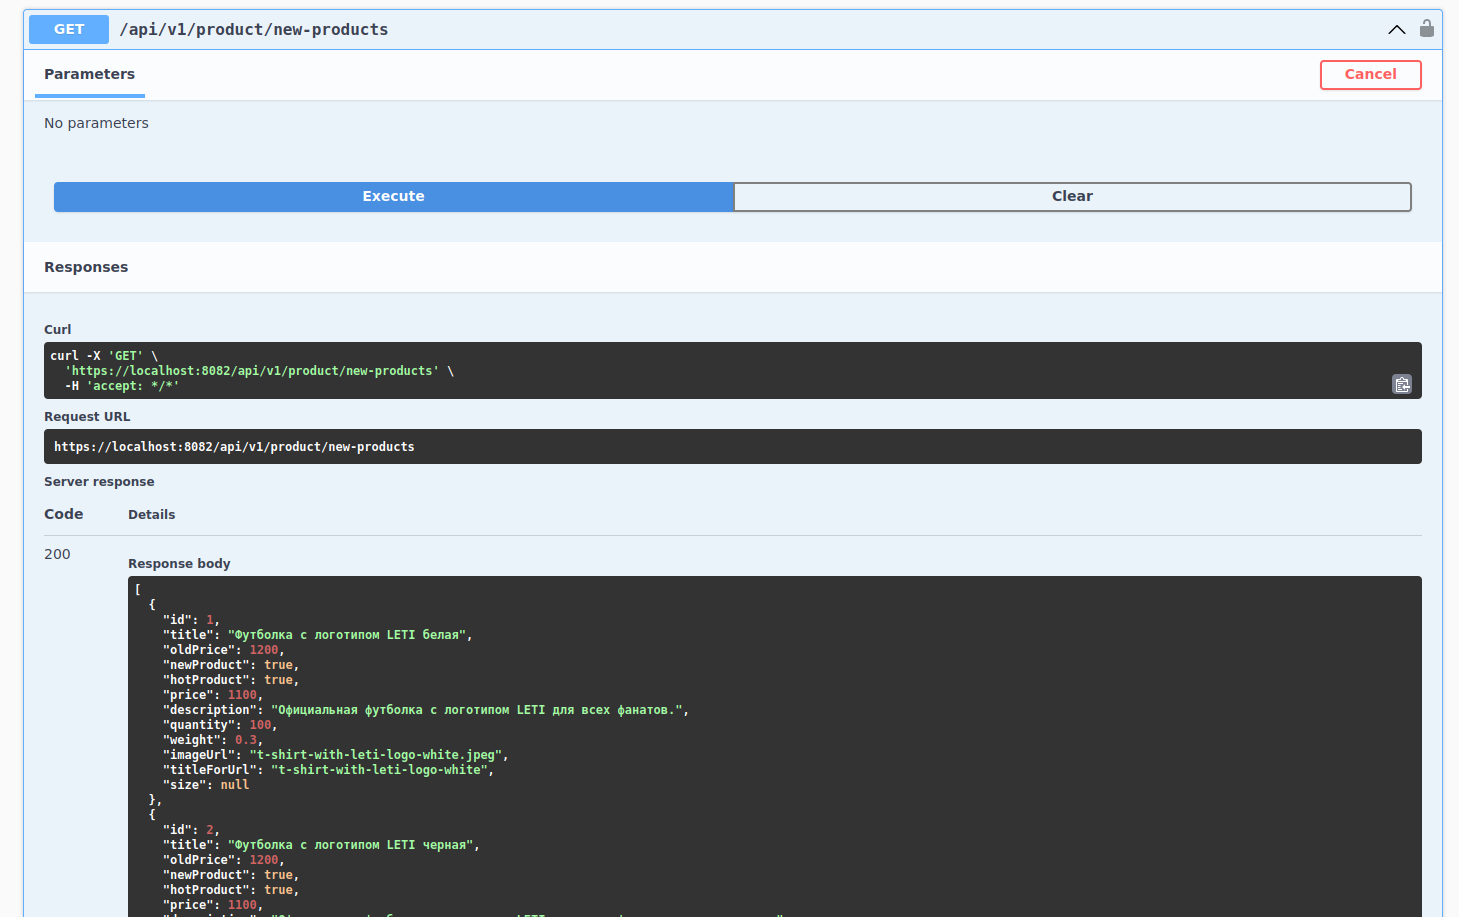 GET /api/v1/product/new-products
Parameters
Cancel
No parameters
Execute
Clear
Responses
Curl
curl -X 'GET' \
'https://localhost:8082/api/v1/product/new-products' \
-H 'accept: */*'
Request URL
https://localhost:8082/api/v1/product/new-products
Server response
Code Details
200
Response body
[
{
"id": 1,
"title": "Футболка с логотипом LETI белая",
"oldPrice": 1200,
"newProduct": true,
"hotProduct": true,
"price": 1100,
"description": "Официальная футболка с логотипом LETI для всех фанатов.",
"quantity": 100,
"weight": 0.3,
"imageUrl": "t-shirt-with-leti-logo-white.jpeg",
"titleForUrl": "t-shirt-with-leti-logo-white",
"size": null
},
{
"id": 2,
"title": "Футболка с логотипом LETI черная",
"oldPrice": 1200,
"newProduct": true,
"hotProduct": true,
"price": 1100,